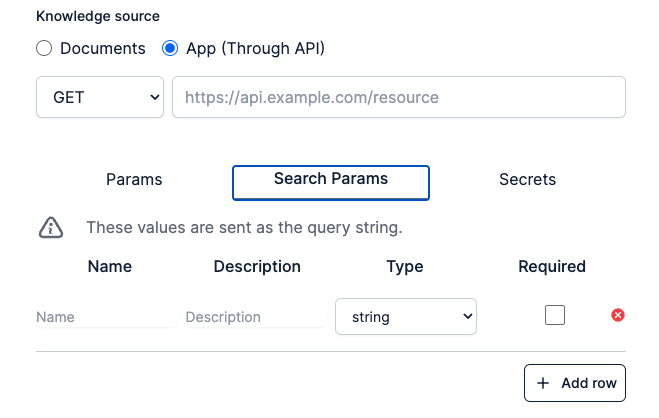 Knowledge source
Documents App (Through API)
GET https://api.example.com/resource
Params Search Params Secrets
These values are sent as the query string.
Name Description Type Required
Name Description string
+ Add row